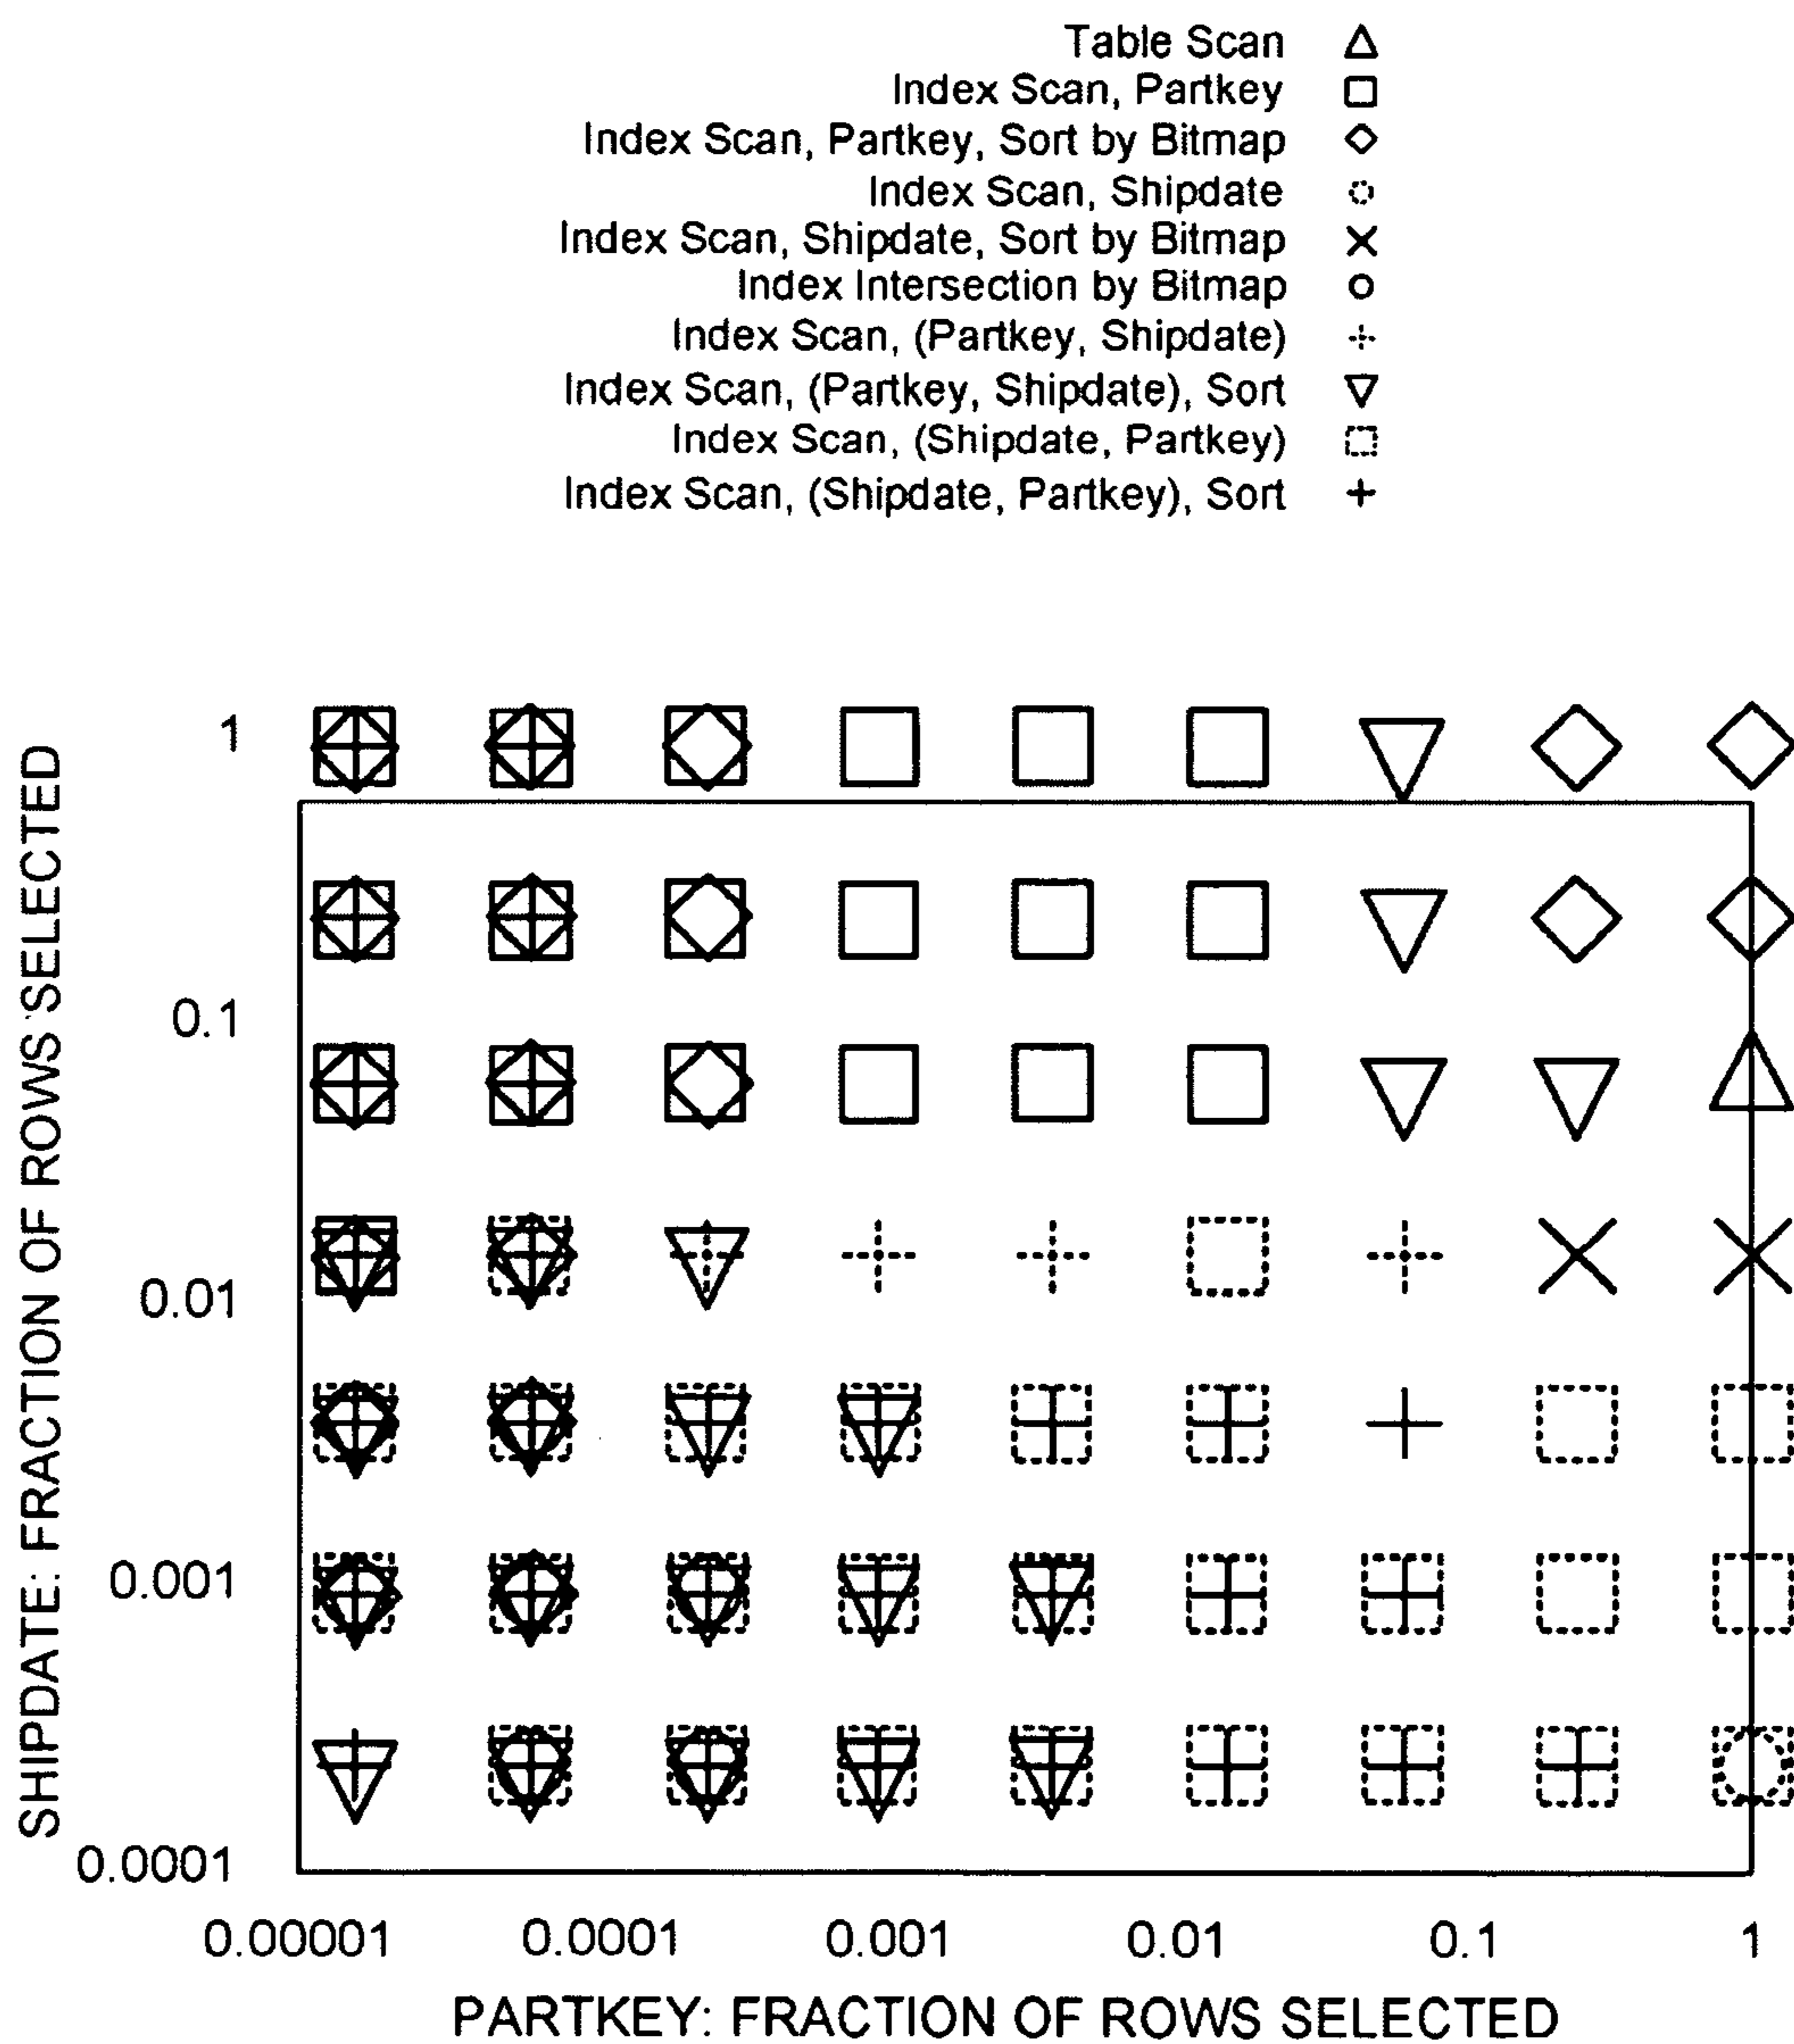 Table Scan
Index Scan, Partkey
Index Scan, Partkey, Sort by Bitmap
Index Scan, Shipdate
Index Scan, Shipdate, Sort by Bitmap
Index Intersection by Bitmap
Index Scan, (Partkey, Shipdate)
Index Scan, (Partkey, Shipdate), Sort
Index Scan, (Shipdate, Partkey)
Index Scan, (Shipdate, Partkey), Sort
SHIPDATE: FRACTION OF ROWS SELECTED
1
0.1
0.01
0.001
0.0001
0.00001 0.0001 0.001 0.01 0.1 1
PARTKEY: FRACTION OF ROWS SELECTED